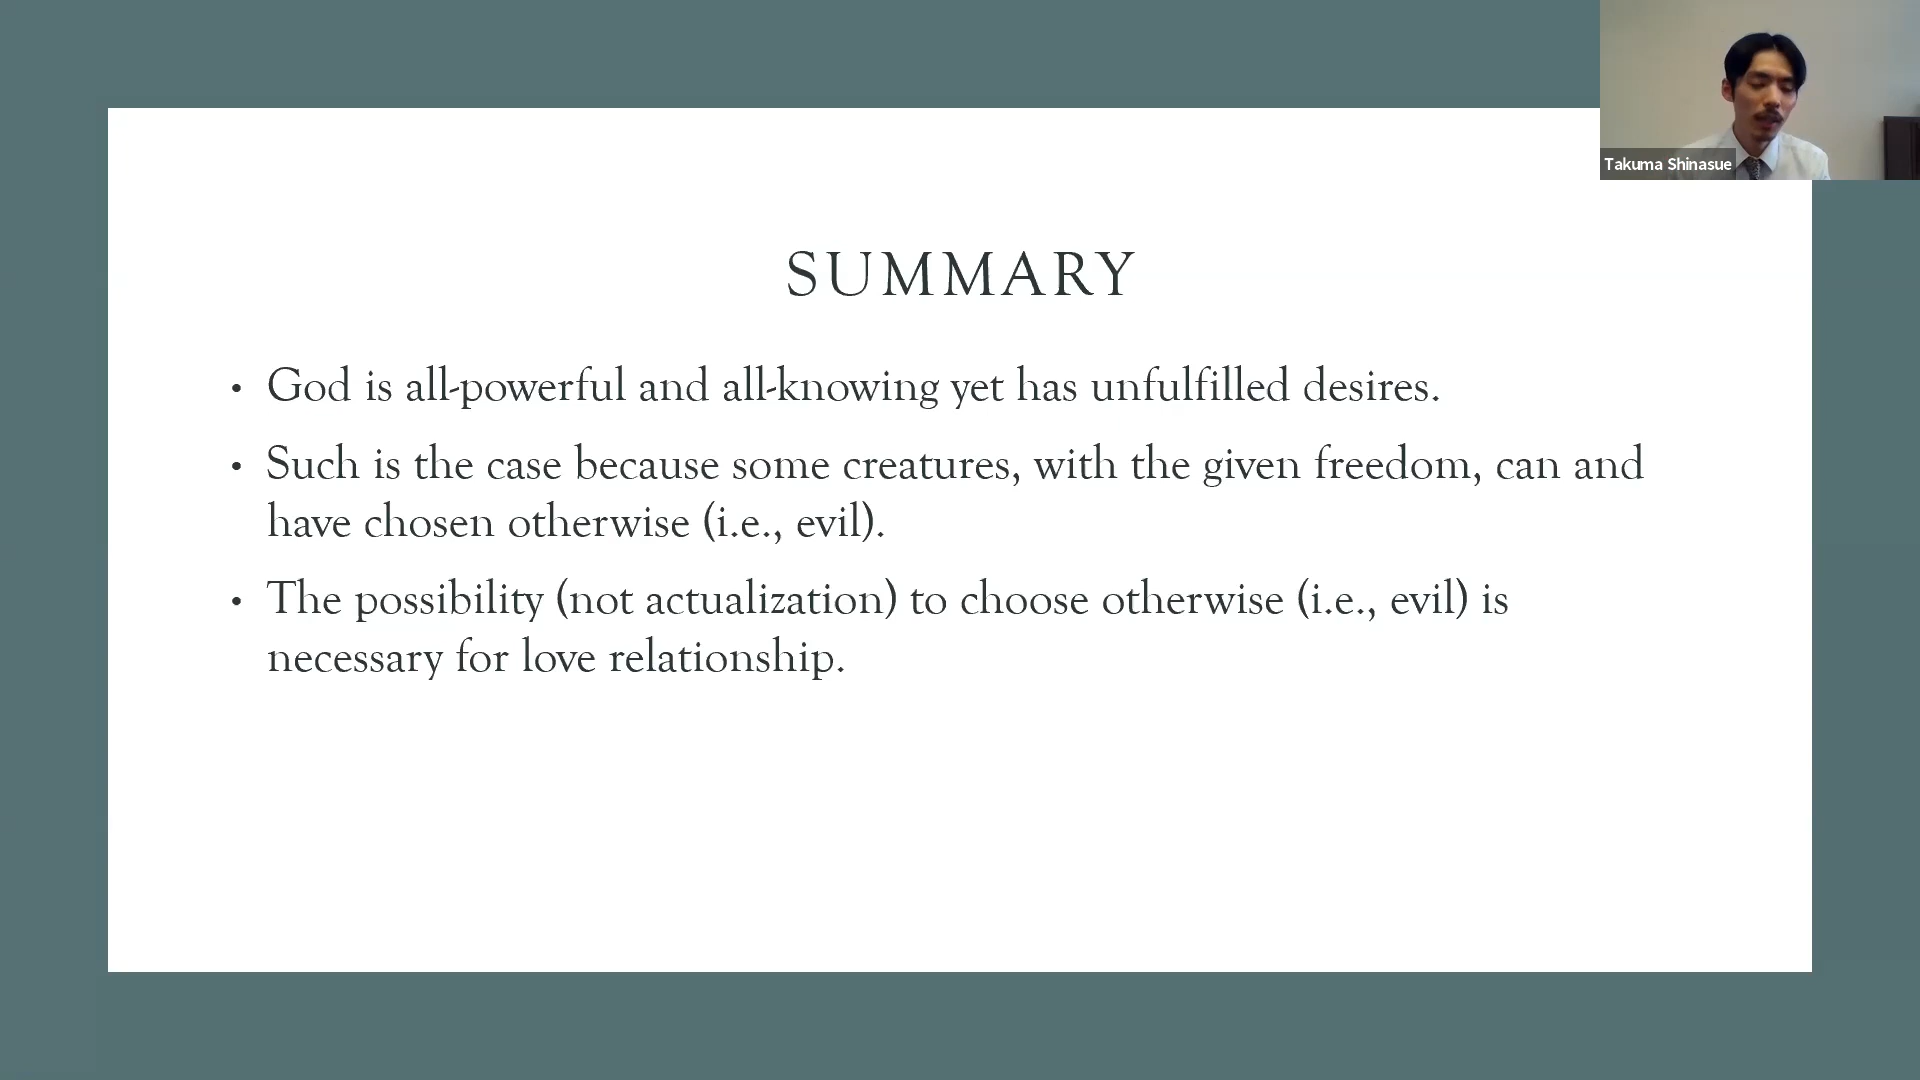 Takuma Shinasue
SUMMARY
• God is all-powerful and all-knowing yet has unfulfilled desires.
• Such is the case because some creatures, with the given freedom, can and
have chosen otherwise (i.e., evil).
• The possibility (not actualization) to choose otherwise (i.e., evil) is
necessary for love relationship.